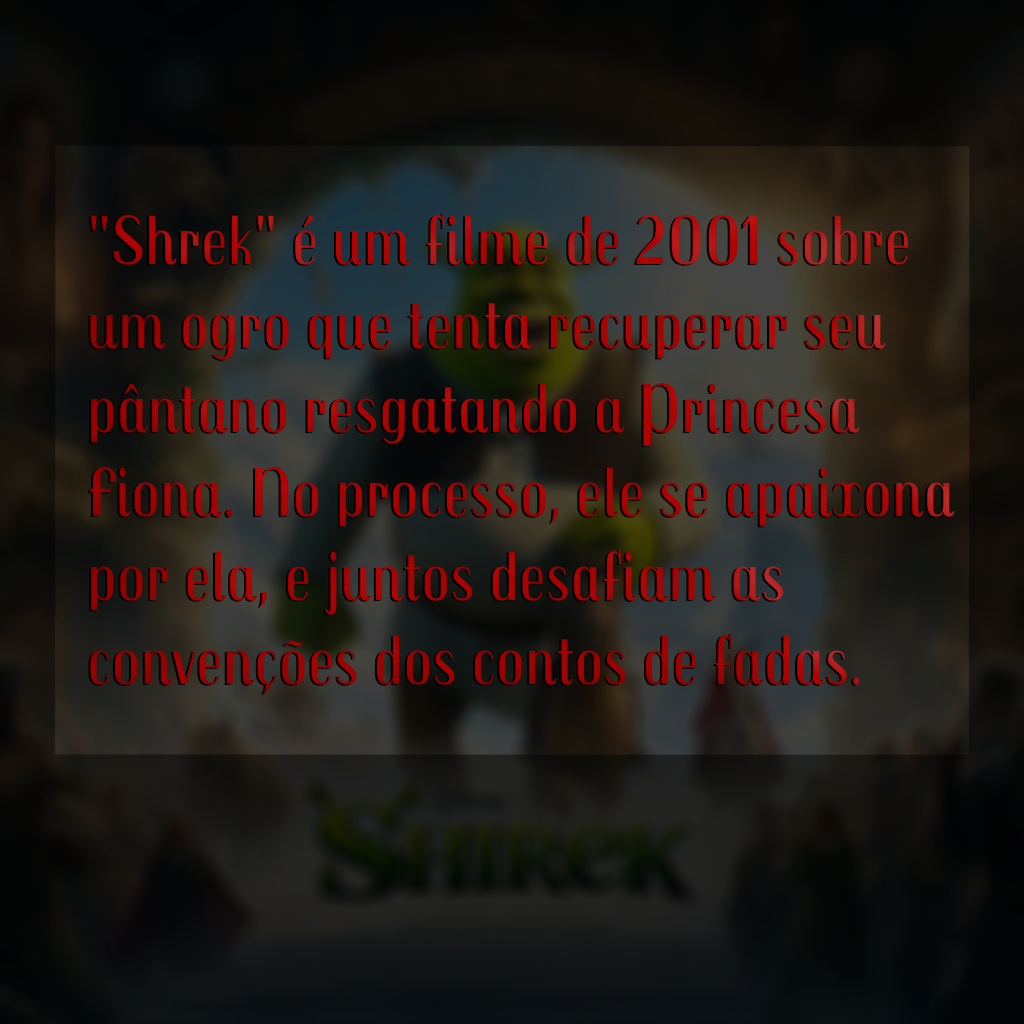 "Shrek" é um filme de 2001 sobre
um ogro que tenta recuperar seu
pântano resgatando a Princesa
Fiona. No processo, ele se apaixona
por ela, e juntos desafiam as
convenções dos contos de fadas.
SHREK